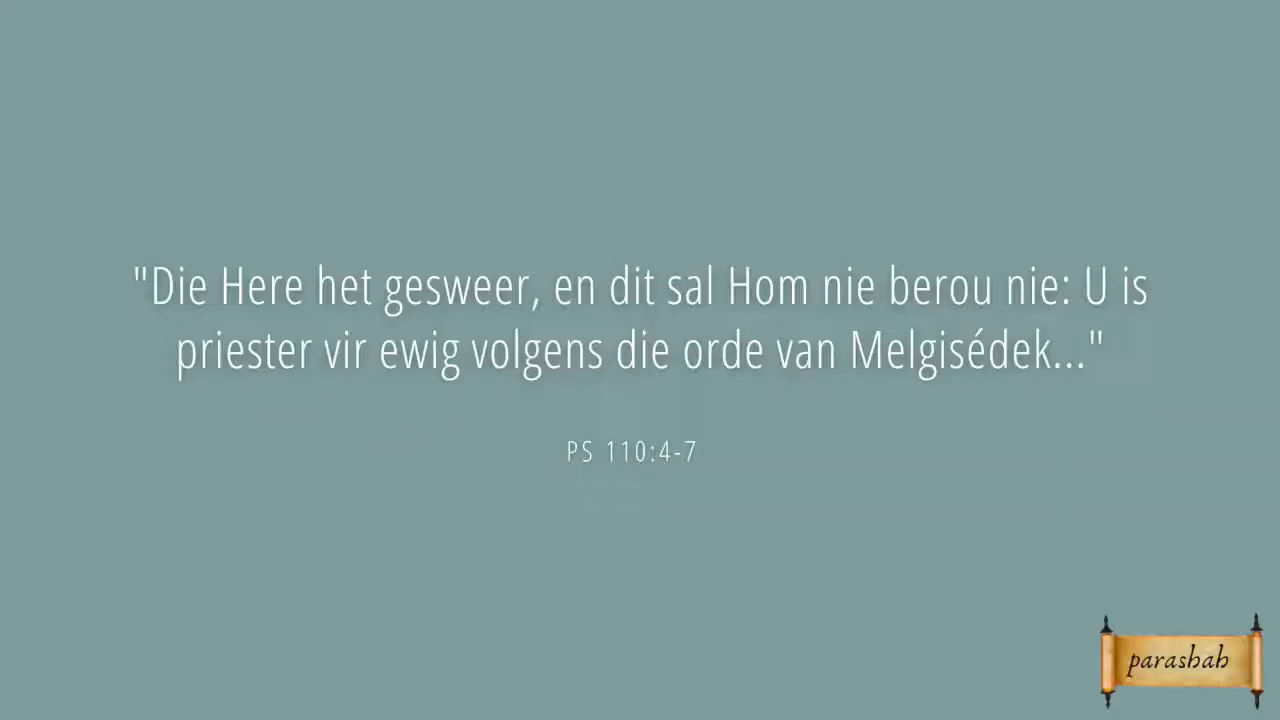 "Die Here het gesweer, en dit sal Hom nie berou nie: U is
priester vir ewig volgens die orde van Melgisédek..."
PS 110:4-7
parashah